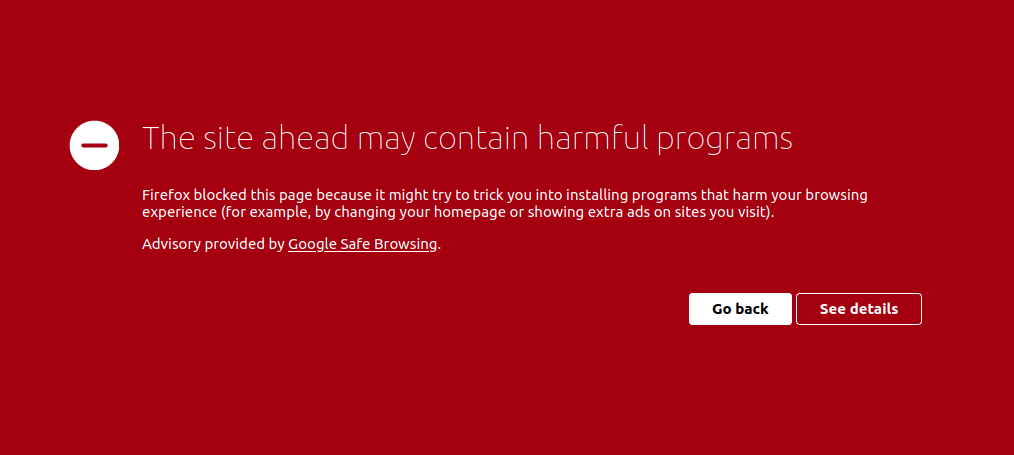 The site ahead may contain harmful programs
Firefox blocked this page because it might try to trick you into installing programs that harm your browsing
experience (for example, by changing your homepage or showing extra ads on sites you visit).
Advisory provided by Google Safe Browsing.
Go back See details